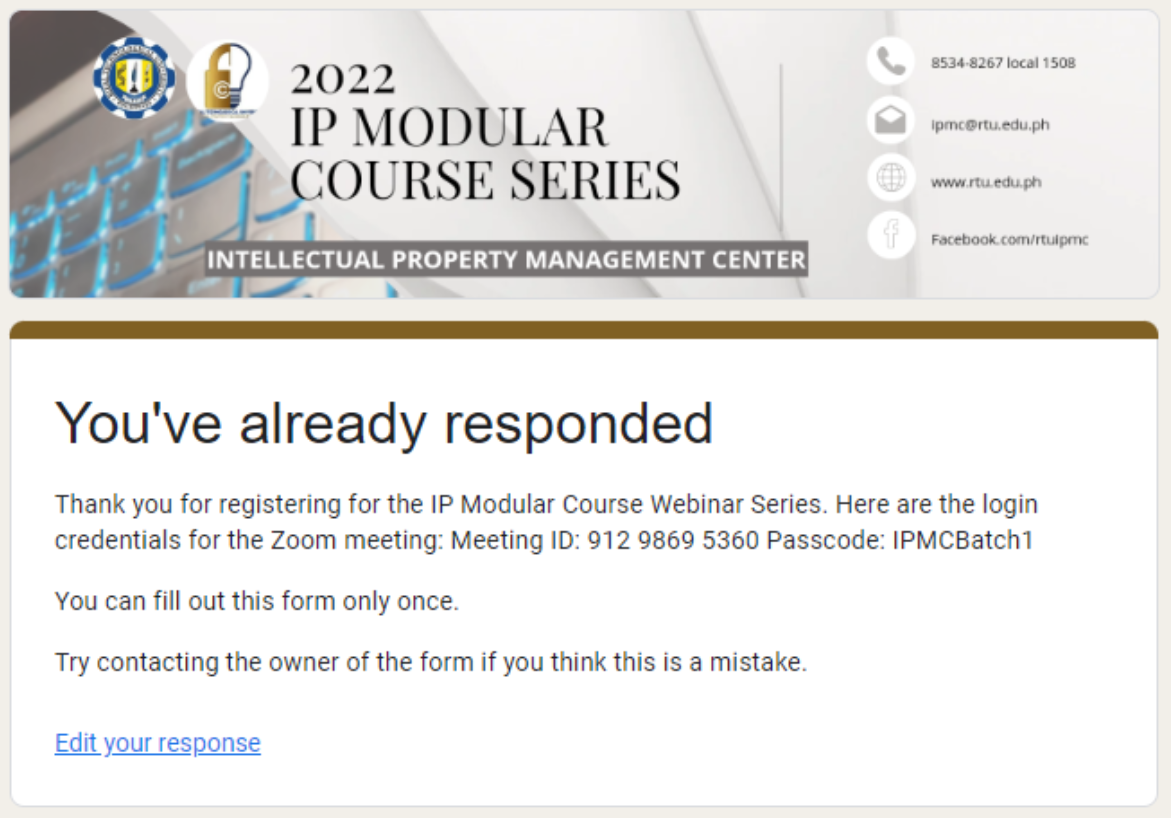 2022
IP MODULAR
COURSE SERIES
INTELLECTUAL PROPERTY MANAGEMENT CENTER
8534-8267 local 1508
ipmc@rtu.edu.ph
www.rtu.edu.ph
Facebook.com/rtuipmc
You've already responded
Thank you for registering for the IP Modular Course Webinar Series. Here are the login
credentials for the Zoom meeting: Meeting ID: 912 9869 5360 Passcode: IPMCBatch1
You can fill out this form only once.
Try contacting the owner of the form if you think this is a mistake.
Edit your response